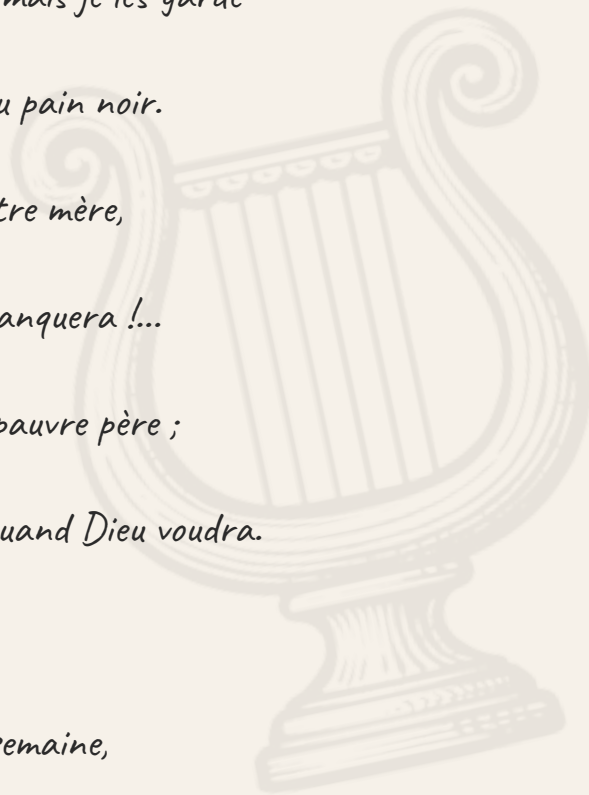 mais je les garde
u pain noir.
tre mère,
anquera !...
pauvre père ;
uand Dieu voudra.
emaine,